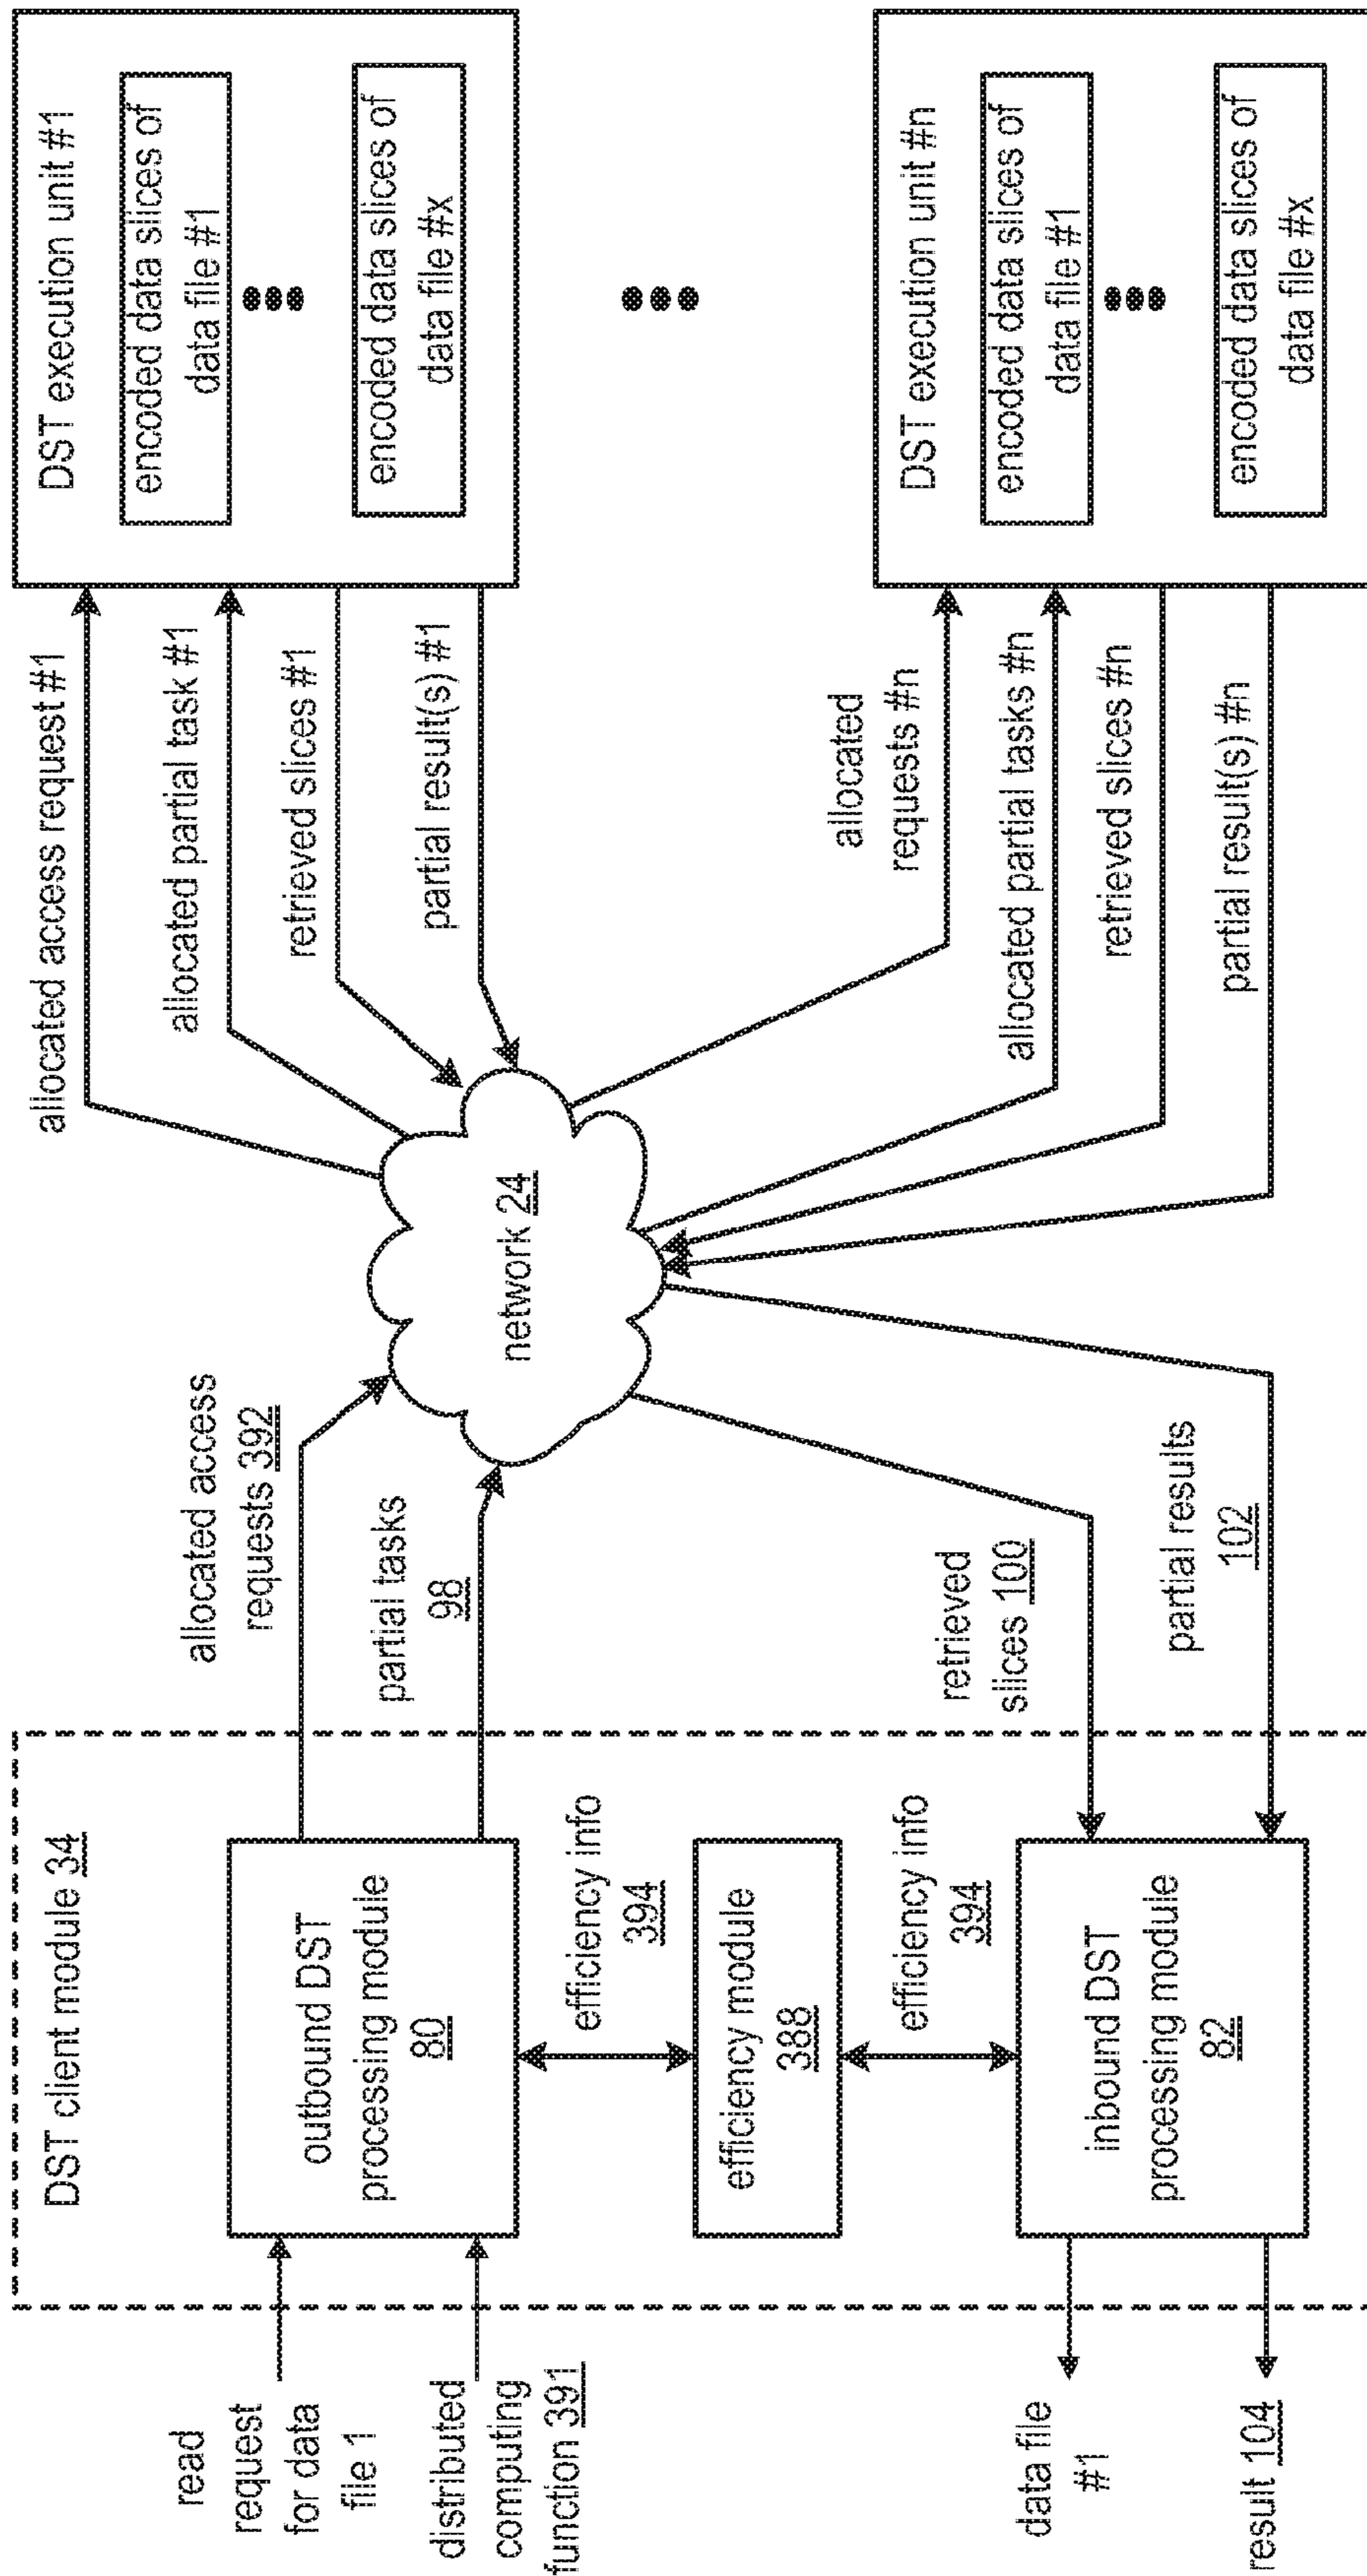 read
request
for data
file 1
distributed
computing
function 391
data file
#1
result 104
DST client module 34
outbound DST
processing module
80
efficiency info
394
efficiency module
388
efficiency info
394
inbound DST
processing module
82
allocated access
requests 392
partial tasks
98
retrieved
slices 100
partial results
102
network 24
allocated access request #1
allocated partial task #1
retrieved slices #1
partial result(s) #1
allocated
requests #n
allocated partial tasks #n
retrieved slices #n
partial result(s) #n
DST execution unit #1
encoded data slices of
data file #1
encoded data slices of
data file #x
DST execution unit #n
encoded data slices of
data file #1
encoded data slices of
data file #x